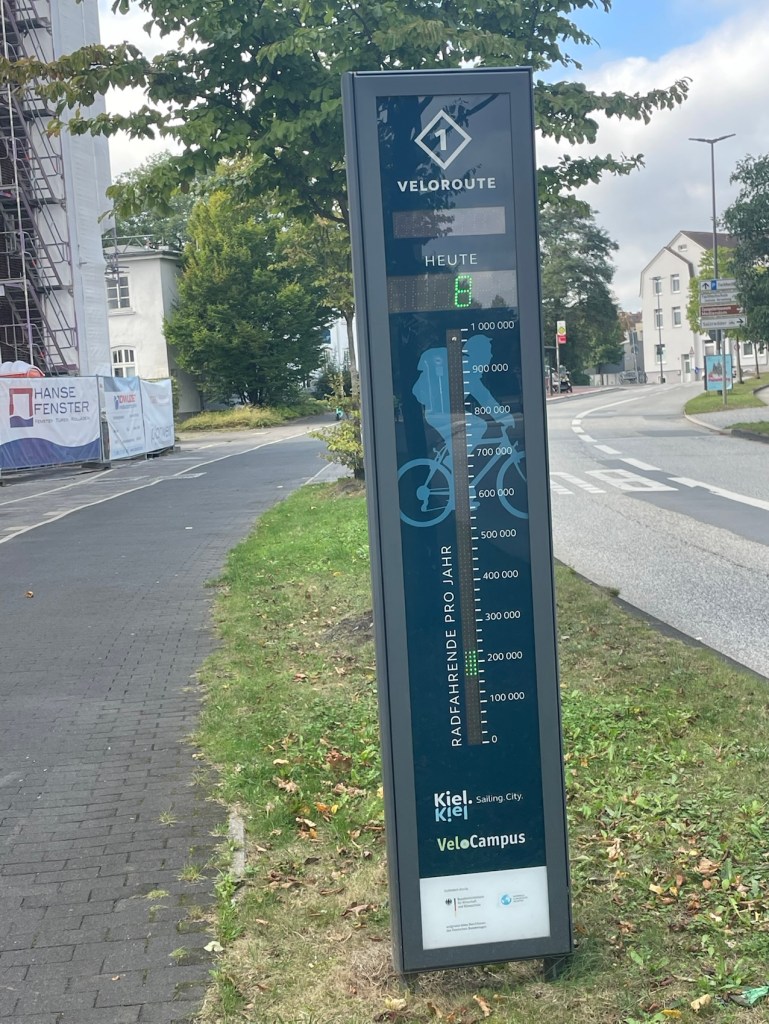 1
VELOROUTE
HEUTE
8
1 000 000
900 000
800 000
700 000
600 000
500 000
400 000
300 000
200 000
100 000
0
RADFAHRENDE PRO JAHR
Kiel.
Kiel
Sailing.City.
VeloCampus
HANSE
FENSTER